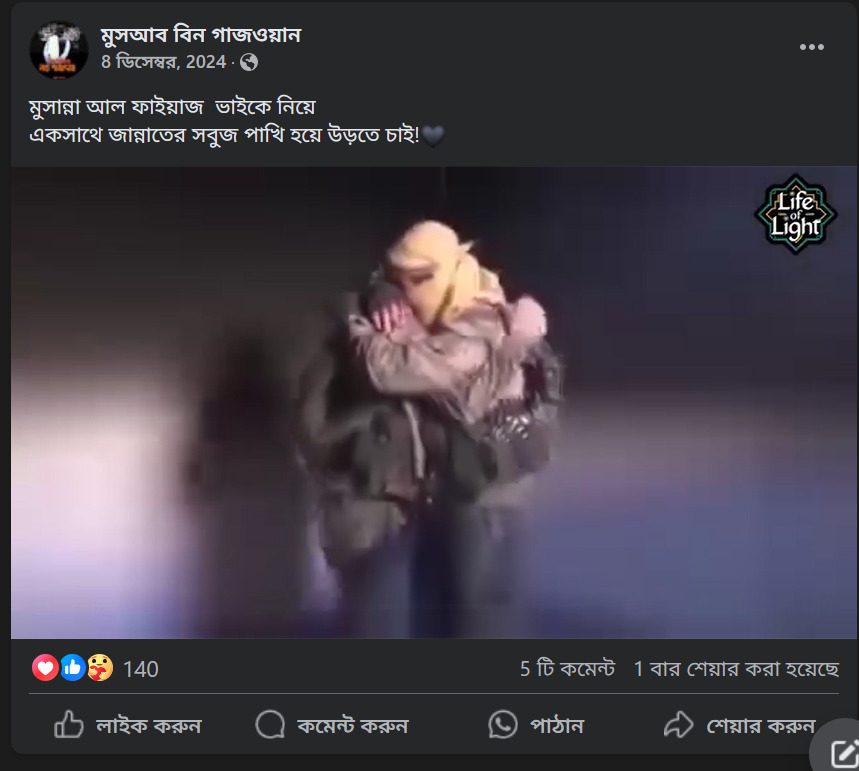 মুসআব বিন গাজওয়ান
8 ডিসেম্বর, 2024 ·
মুসান্না আল ফাইয়াজ ভাইকে নিয়ে
একসাথে জান্নাতের সবুজ পাখি হয়ে উড়তে চাই!🖤
Life
of
Light
140
5 টি কমেন্ট 1 বার শেয়ার করা হয়েছে
লাইক করুন কমেন্ট করুন পাঠান শেয়ার করুন